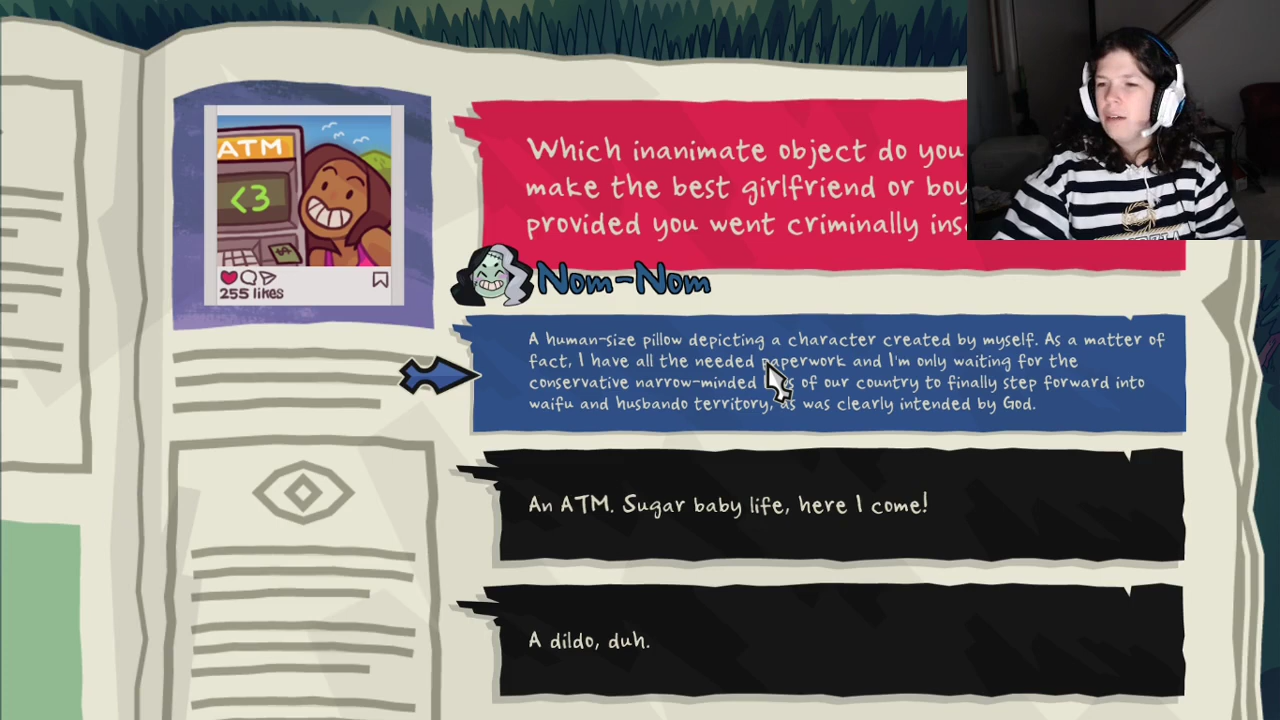 ATM
<3
255 likes
Which inanimate object do you
make the best girlfriend or
provided you went criminally
Nom-Nom
A human-size pillow depicting a character created by myself. As a matter of
fact, I have all the needed paperwork and I'm only waiting for the
conservative narrow-minded of our country to finally step forward into
waifu and husbando territory, as was clearly intended by God.
An ATM. Sugar baby life, here I come!
A dildo, duh.